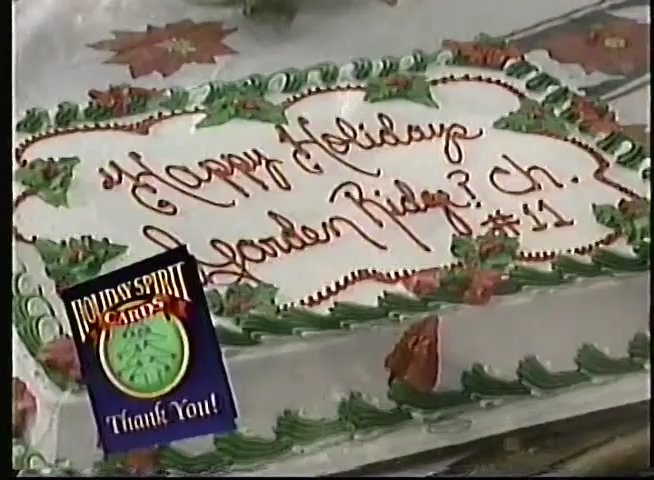 "Happy Holidays
Garden Ridge? Ch.
#11
HOLIDAY SPIRIT
CARDS
Thank You!